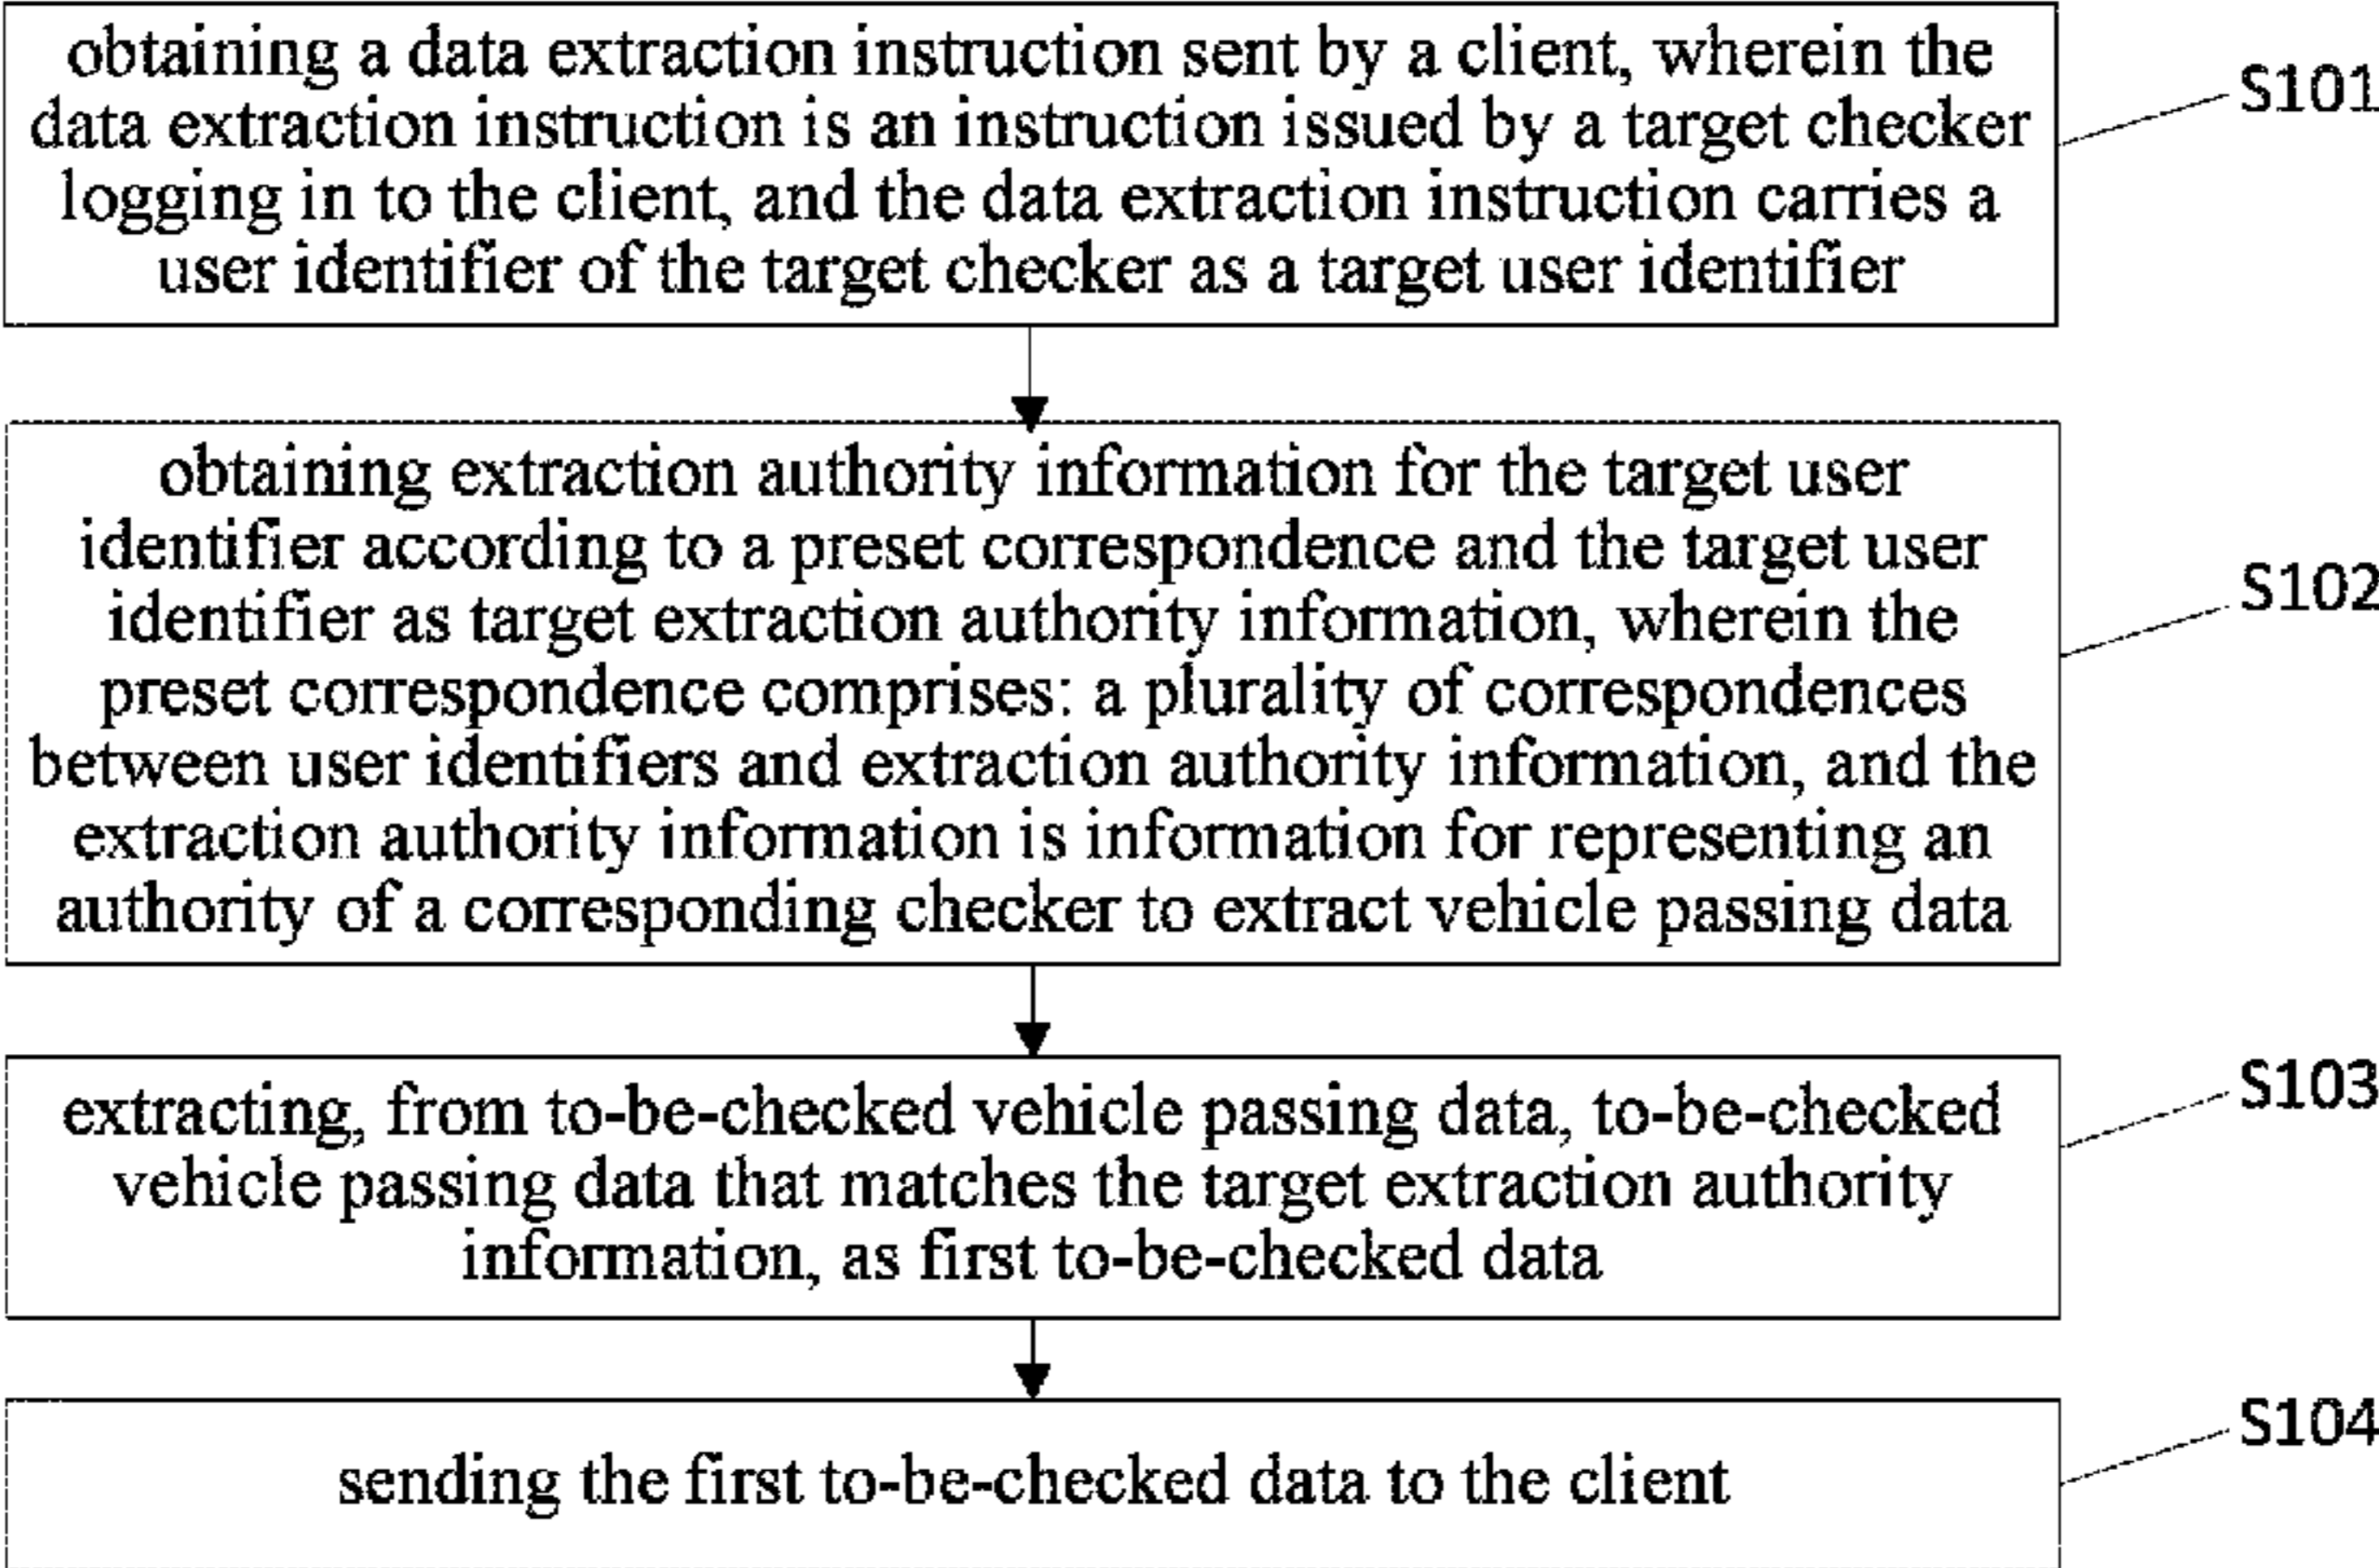 obtaining a data extraction instruction sent by a client, wherein the
data extraction instruction is an instruction issued by a target checker
logging in to the client, and the data extraction instruction carries a
user identifier of the target checker as a target user identifier
S101
obtaining extraction authority information for the target user
identifier according to a preset correspondence and the target user
identifier as target extraction authority information, wherein the
preset correspondence comprises: a plurality of correspondences
between user identifiers and extraction authority information, and the
extraction authority information is information for representing an
authority of a corresponding checker to extract vehicle passing data
S102
extracting, from to-be-checked vehicle passing data, to-be-checked
vehicle passing data that matches the target extraction authority
information, as first to-be-checked data
S103
sending the first to-be-checked data to the client
S104